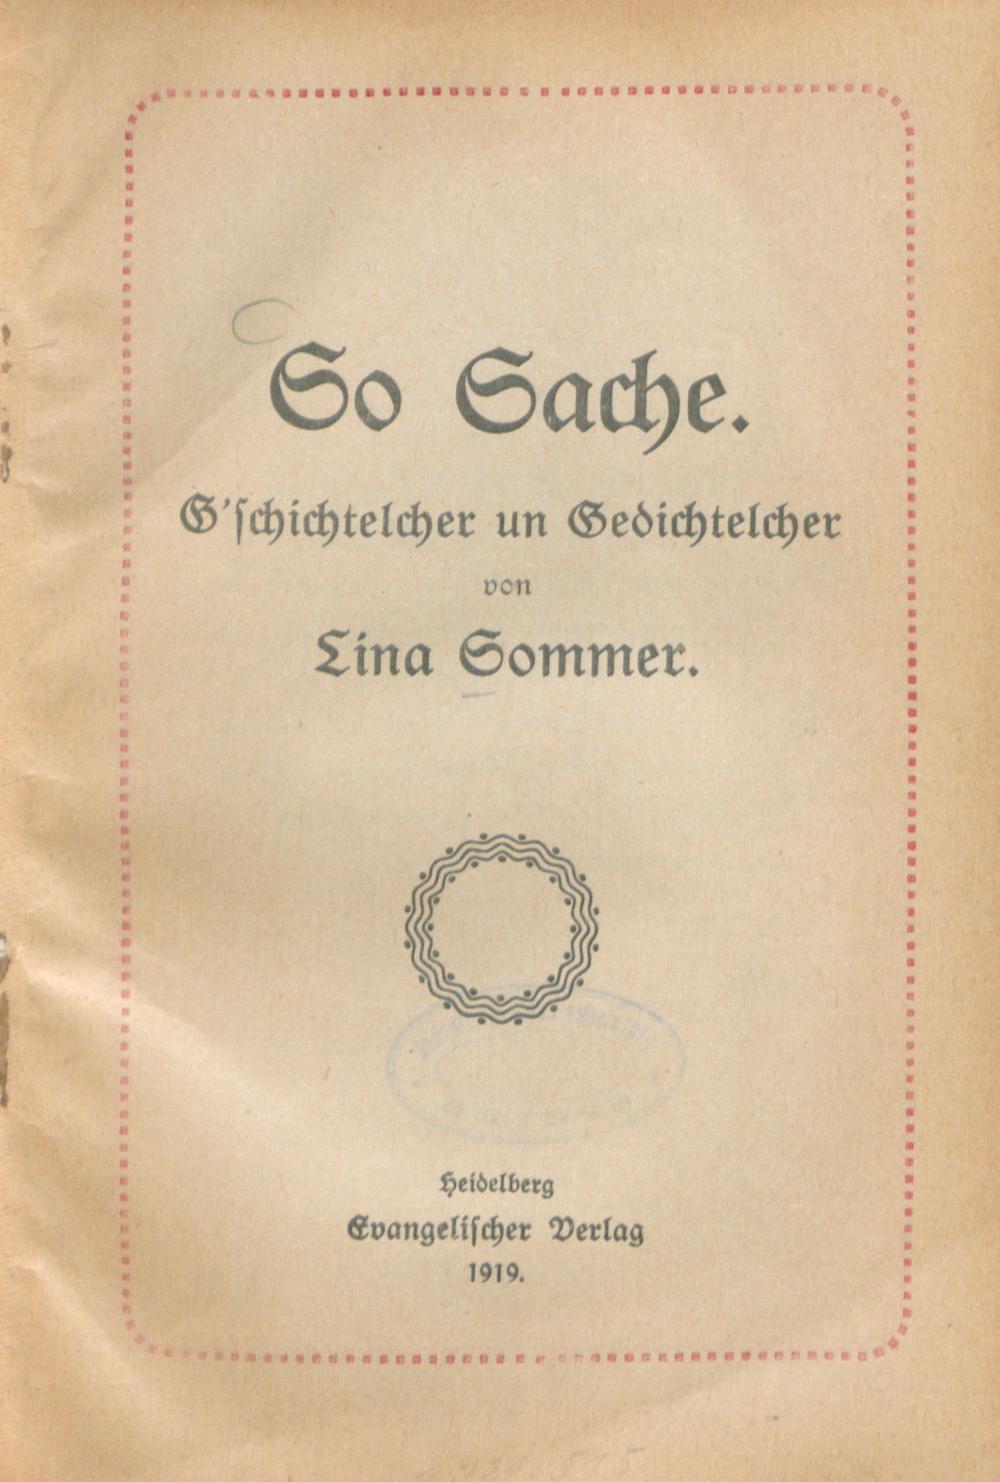 So Sache.
G'schichtelcher un Gedichtelcher
von
Lina Sommer.
Heidelberg
Evangelischer Verlag
1919.